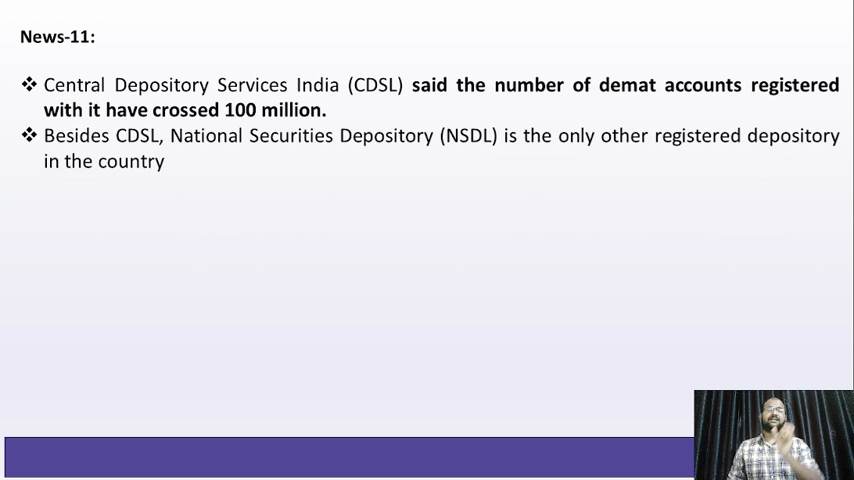 News-11:
❖ Central Depository Services India (CDSL) said the number of demat accounts registered
with it have crossed 100 million.
❖ Besides CDSL, National Securities Depository (NSDL) is the only other registered depository
in the country